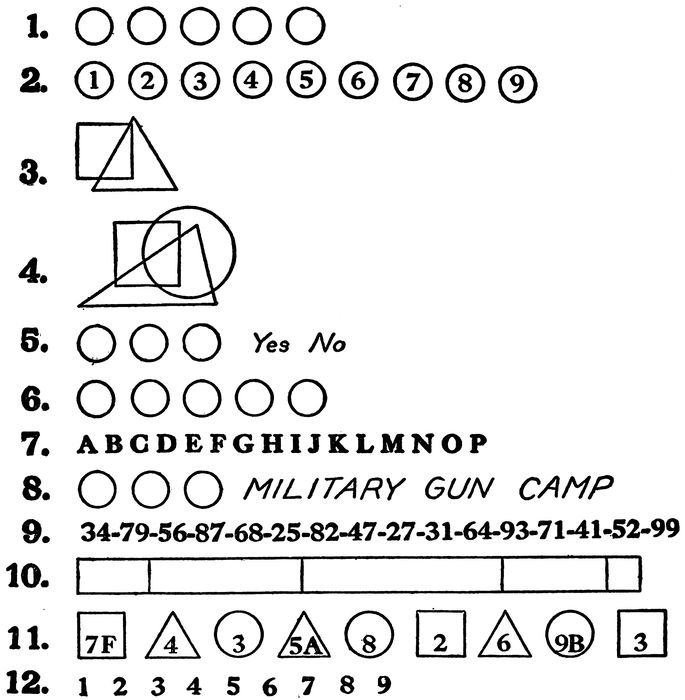 1.
2. 1 2 3 4 5 6 7 8 9
3.
4.
5. Yes No
6.
7. A B C D E F G H I J K L M N O P
8. MILITARY GUN CAMP
9. 34-79-56-87-68-25-82-47-27-31-64-93-71-41-52-99
10.
11. 7F 4 3 5A 8 2 6 9B 3
12. 1 2 3 4 5 6 7 8 9